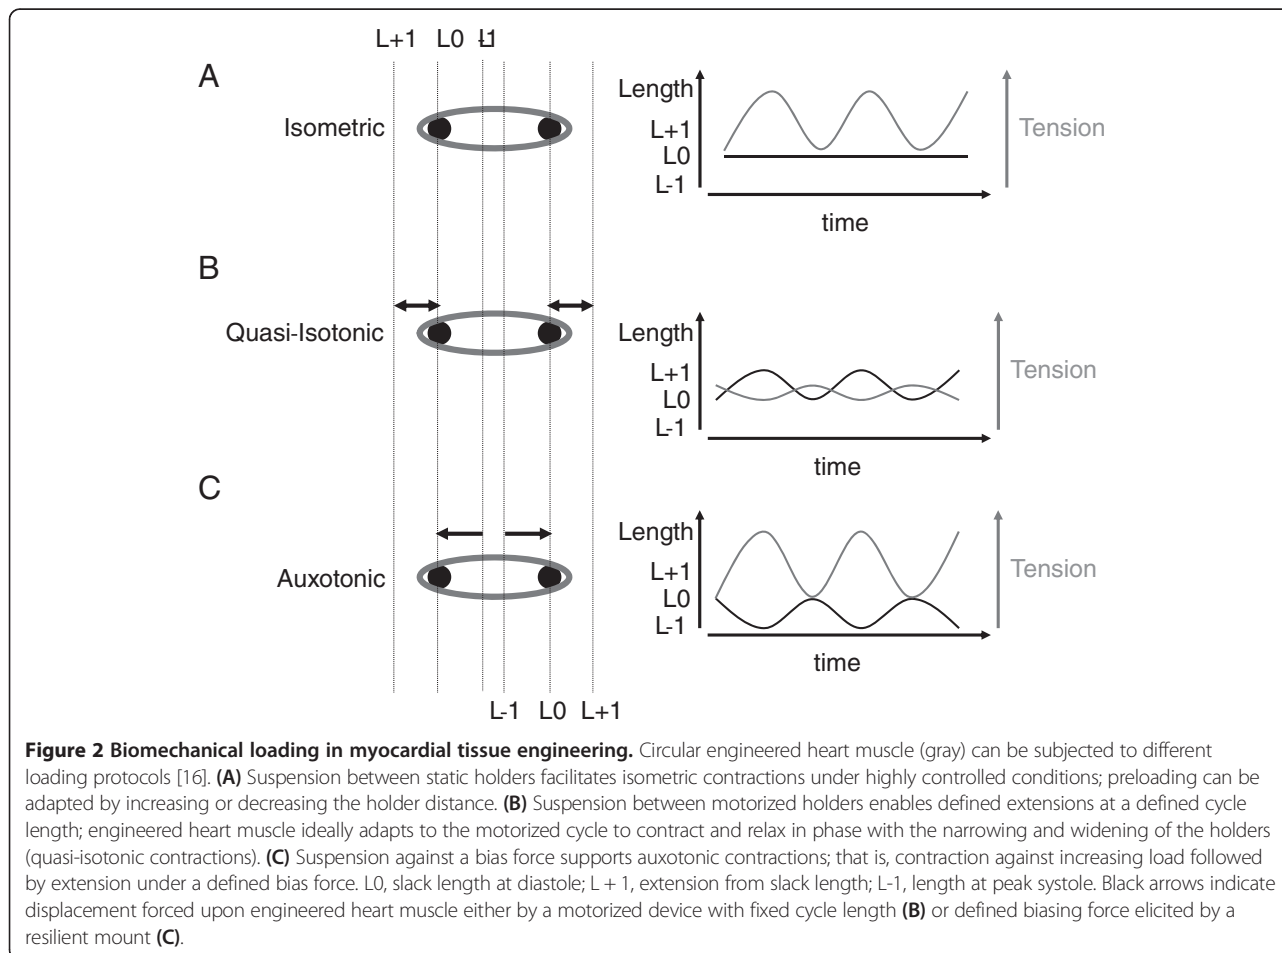 L+1 L0 L-1
A
Isometric
Length
L+1
L0
L-1
Tension
time
B
Quasi-Isotonic
Length
L+1
L0
L-1
Tension
time
C
Auxotonic
Length
L+1
L0
L-1
Tension
time
L-1 L0 L+1
Figure 2 Biomechanical loading in myocardial tissue engineering. Circular engineered heart muscle (gray) can be subjected to different
loading protocols [16]. (A) Suspension between static holders facilitates isometric contractions under highly controlled conditions; preloading can be
adapted by increasing or decreasing the holder distance. (B) Suspension between motorized holders enables defined extensions at a defined cycle
length; engineered heart muscle ideally adapts to the motorized cycle to contract and relax in phase with the narrowing and widening of the holders
(quasi-isotonic contractions). (C) Suspension against a bias force supports auxotonic contractions; that is, contraction against increasing load followed
by extension under a defined bias force. L0, slack length at diastole; L + 1, extension from slack length; L-1, length at peak systole. Black arrows indicate
displacement forced upon engineered heart muscle either by a motorized device with fixed cycle length (B) or defined biasing force elicited by a
resilient mount (C).